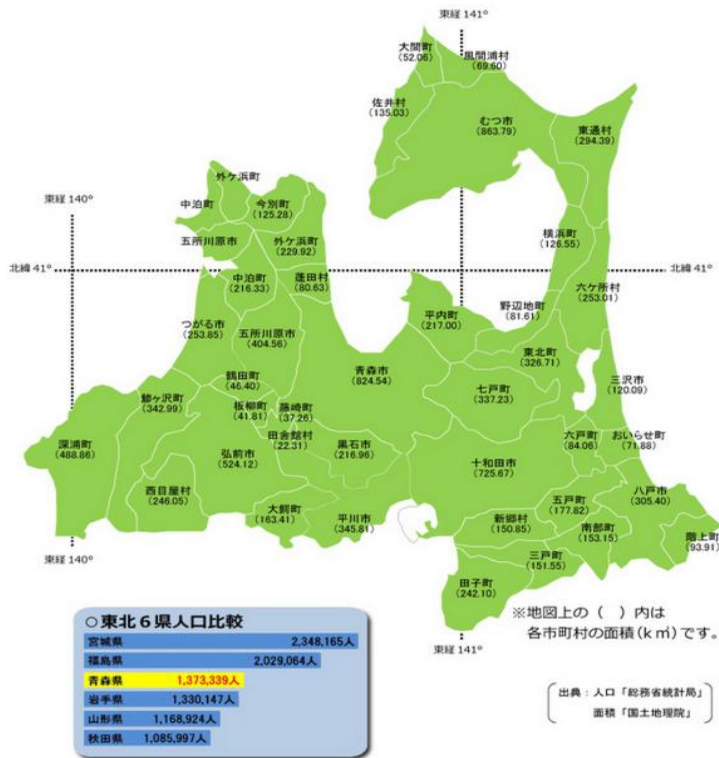 東経 141°
大間町
(52.06)
風間浦村
(69.60)
佐井村
(135.03)
むつ市
(863.79)
東通村
(294.39)
東経 140°
外ケ浜町
中泊町
今別町
(125.28)
五所川原市
外ケ浜町
(229.92)
横浜町
(126.55)
北緯 41°
北緯 41°
中泊町
(216.33)
蓬田村
(80.63)
六ケ所村
(253.01)
平内町
(217.00)
野辺地町
(81.61)
つがる市
(253.85)
五所川原市
(404.56)
東北町
(326.71)
青森市
(824.54)
鶴田町
(46.40)
七戸町
(337.23)
三沢市
(120.09)
鰺ヶ沢町
(342.99)
板柳町
(41.81)
藤崎町
(37.26)
田舎館村
(22.31)
深浦町
(488.86)
弘前市
(524.12)
黒石市
(216.96)
六戸町
(84.06)
おいらせ町
(71.88)
十和田市
(725.67)
西目屋村
(246.05)
八戸市
(305.40)
大鰐町
(163.41)
平川市
(345.81)
五戸町
(177.82)
新郷村
(150.85)
南部町
(153.15)
階上町
(93.91)
東経 140°
三戸町
(151.55)
田子町
(242.10)
※地図上の（　）内は
各市町村の面積(k㎡)です。
東経 141°
○東北6県人口比較
宮城県 2,348,165人
福島県 2,029,064人
青森県 1,373,339人
岩手県 1,330,147人
山形県 1,168,924人
秋田県 1,085,997人
出典：人口「総務省統計局」
面積「国土地理院」